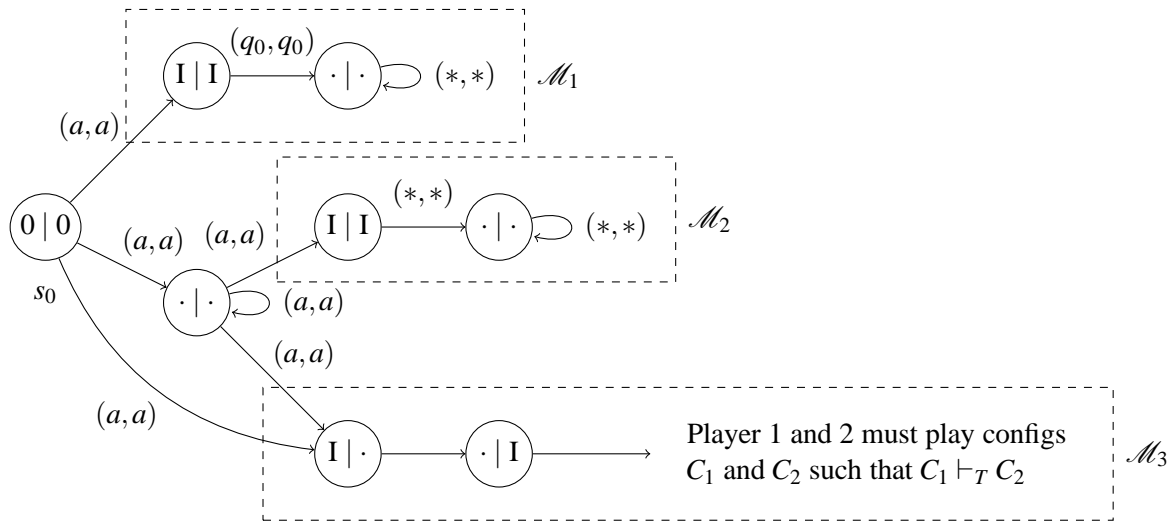 (q₀, q₀)
I | I
· | ·
(∗, ∗)
ℳ₁
(a, a)
(∗, ∗)
0 | 0
(a, a)
(a, a)
I | I
· | ·
(∗, ∗)
ℳ₂
s₀
· | ·
(a, a)
(a, a)
(a, a)
I | ·
· | I
Player 1 and 2 must play configs
C₁ and C₂ such that C₁ ⊢_T C₂
ℳ₃